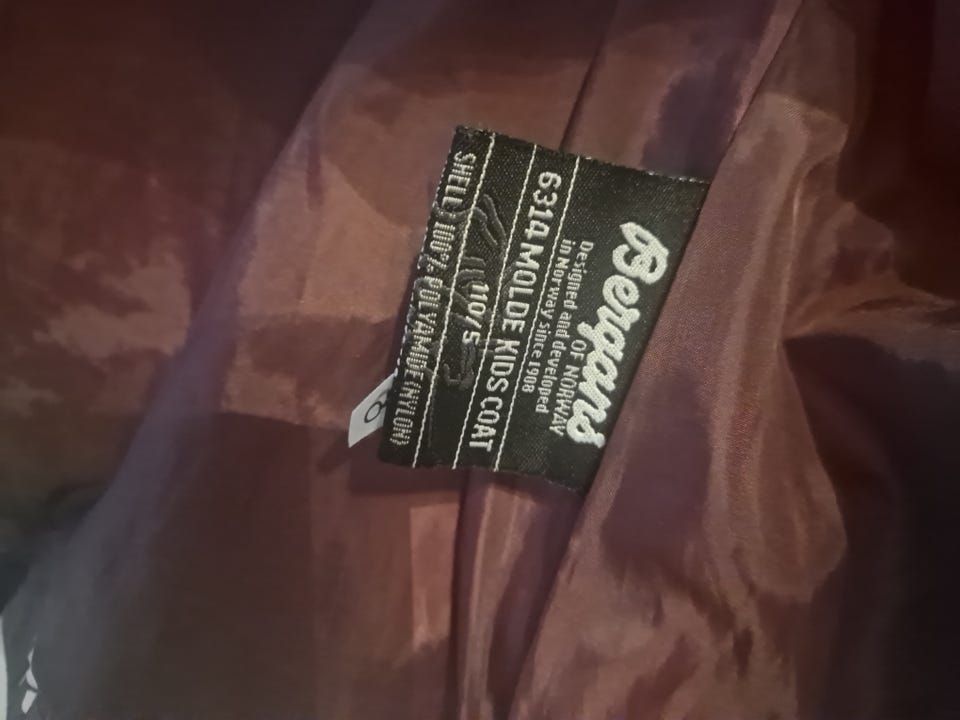 Bergans
OF NORWAY
Designed and developed
in Norway since 1908
6314 MOLDE KIDS COAT
110/5
SHELL: 100% POLYAMIDE (NYLON)
8